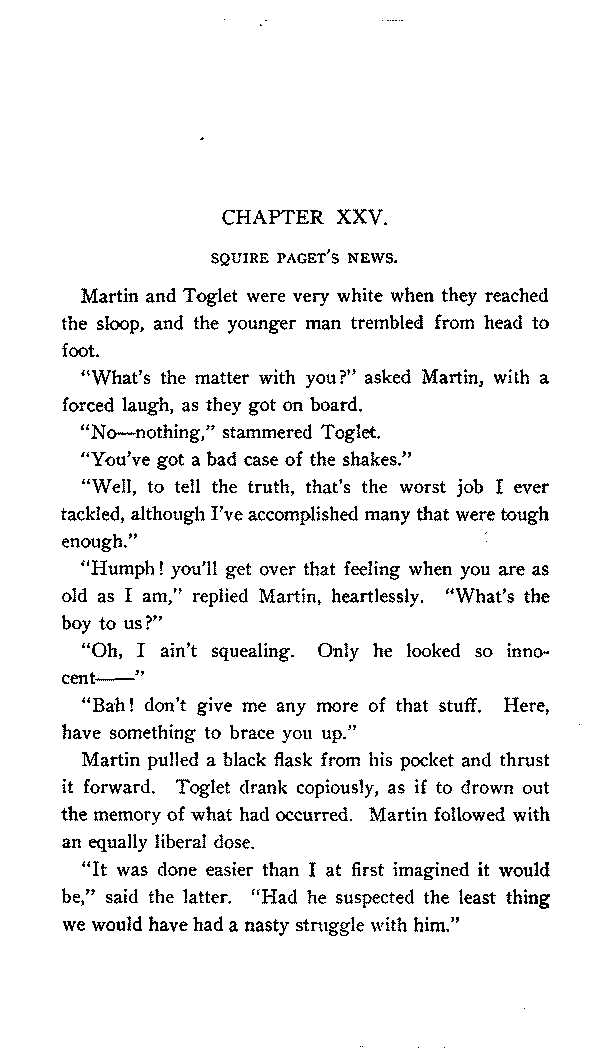 CHAPTER XXV.
SQUIRE PAGET'S NEWS.
Martin and Toglet were very white when they reached
the sloop, and the younger man trembled from head to
foot.
"What's the matter with you?" asked Martin, with a
forced laugh, as they got on board.
"No—nothing," stammered Toglet.
"You've got a bad case of the shakes."
"Well, to tell the truth, that's the worst job I ever
tackled, although I've accomplished many that were tough
enough."
"Humph! you'll get over that feeling when you are as
old as I am," replied Martin, heartlessly. "What's the
boy to us?"
"Oh, I ain't squealing. Only he looked so inno-
cent——"
"Bah! don't give me any more of that stuff. Here,
have something to brace you up."
Martin pulled a black flask from his pocket and thrust
it forward. Toglet drank copiously, as if to drown out
the memory of what had occurred. Martin followed with
an equally liberal dose.
"It was done easier than I at first imagined it would
be," said the latter. "Had he suspected the least thing
we would have had a nasty struggle with him."